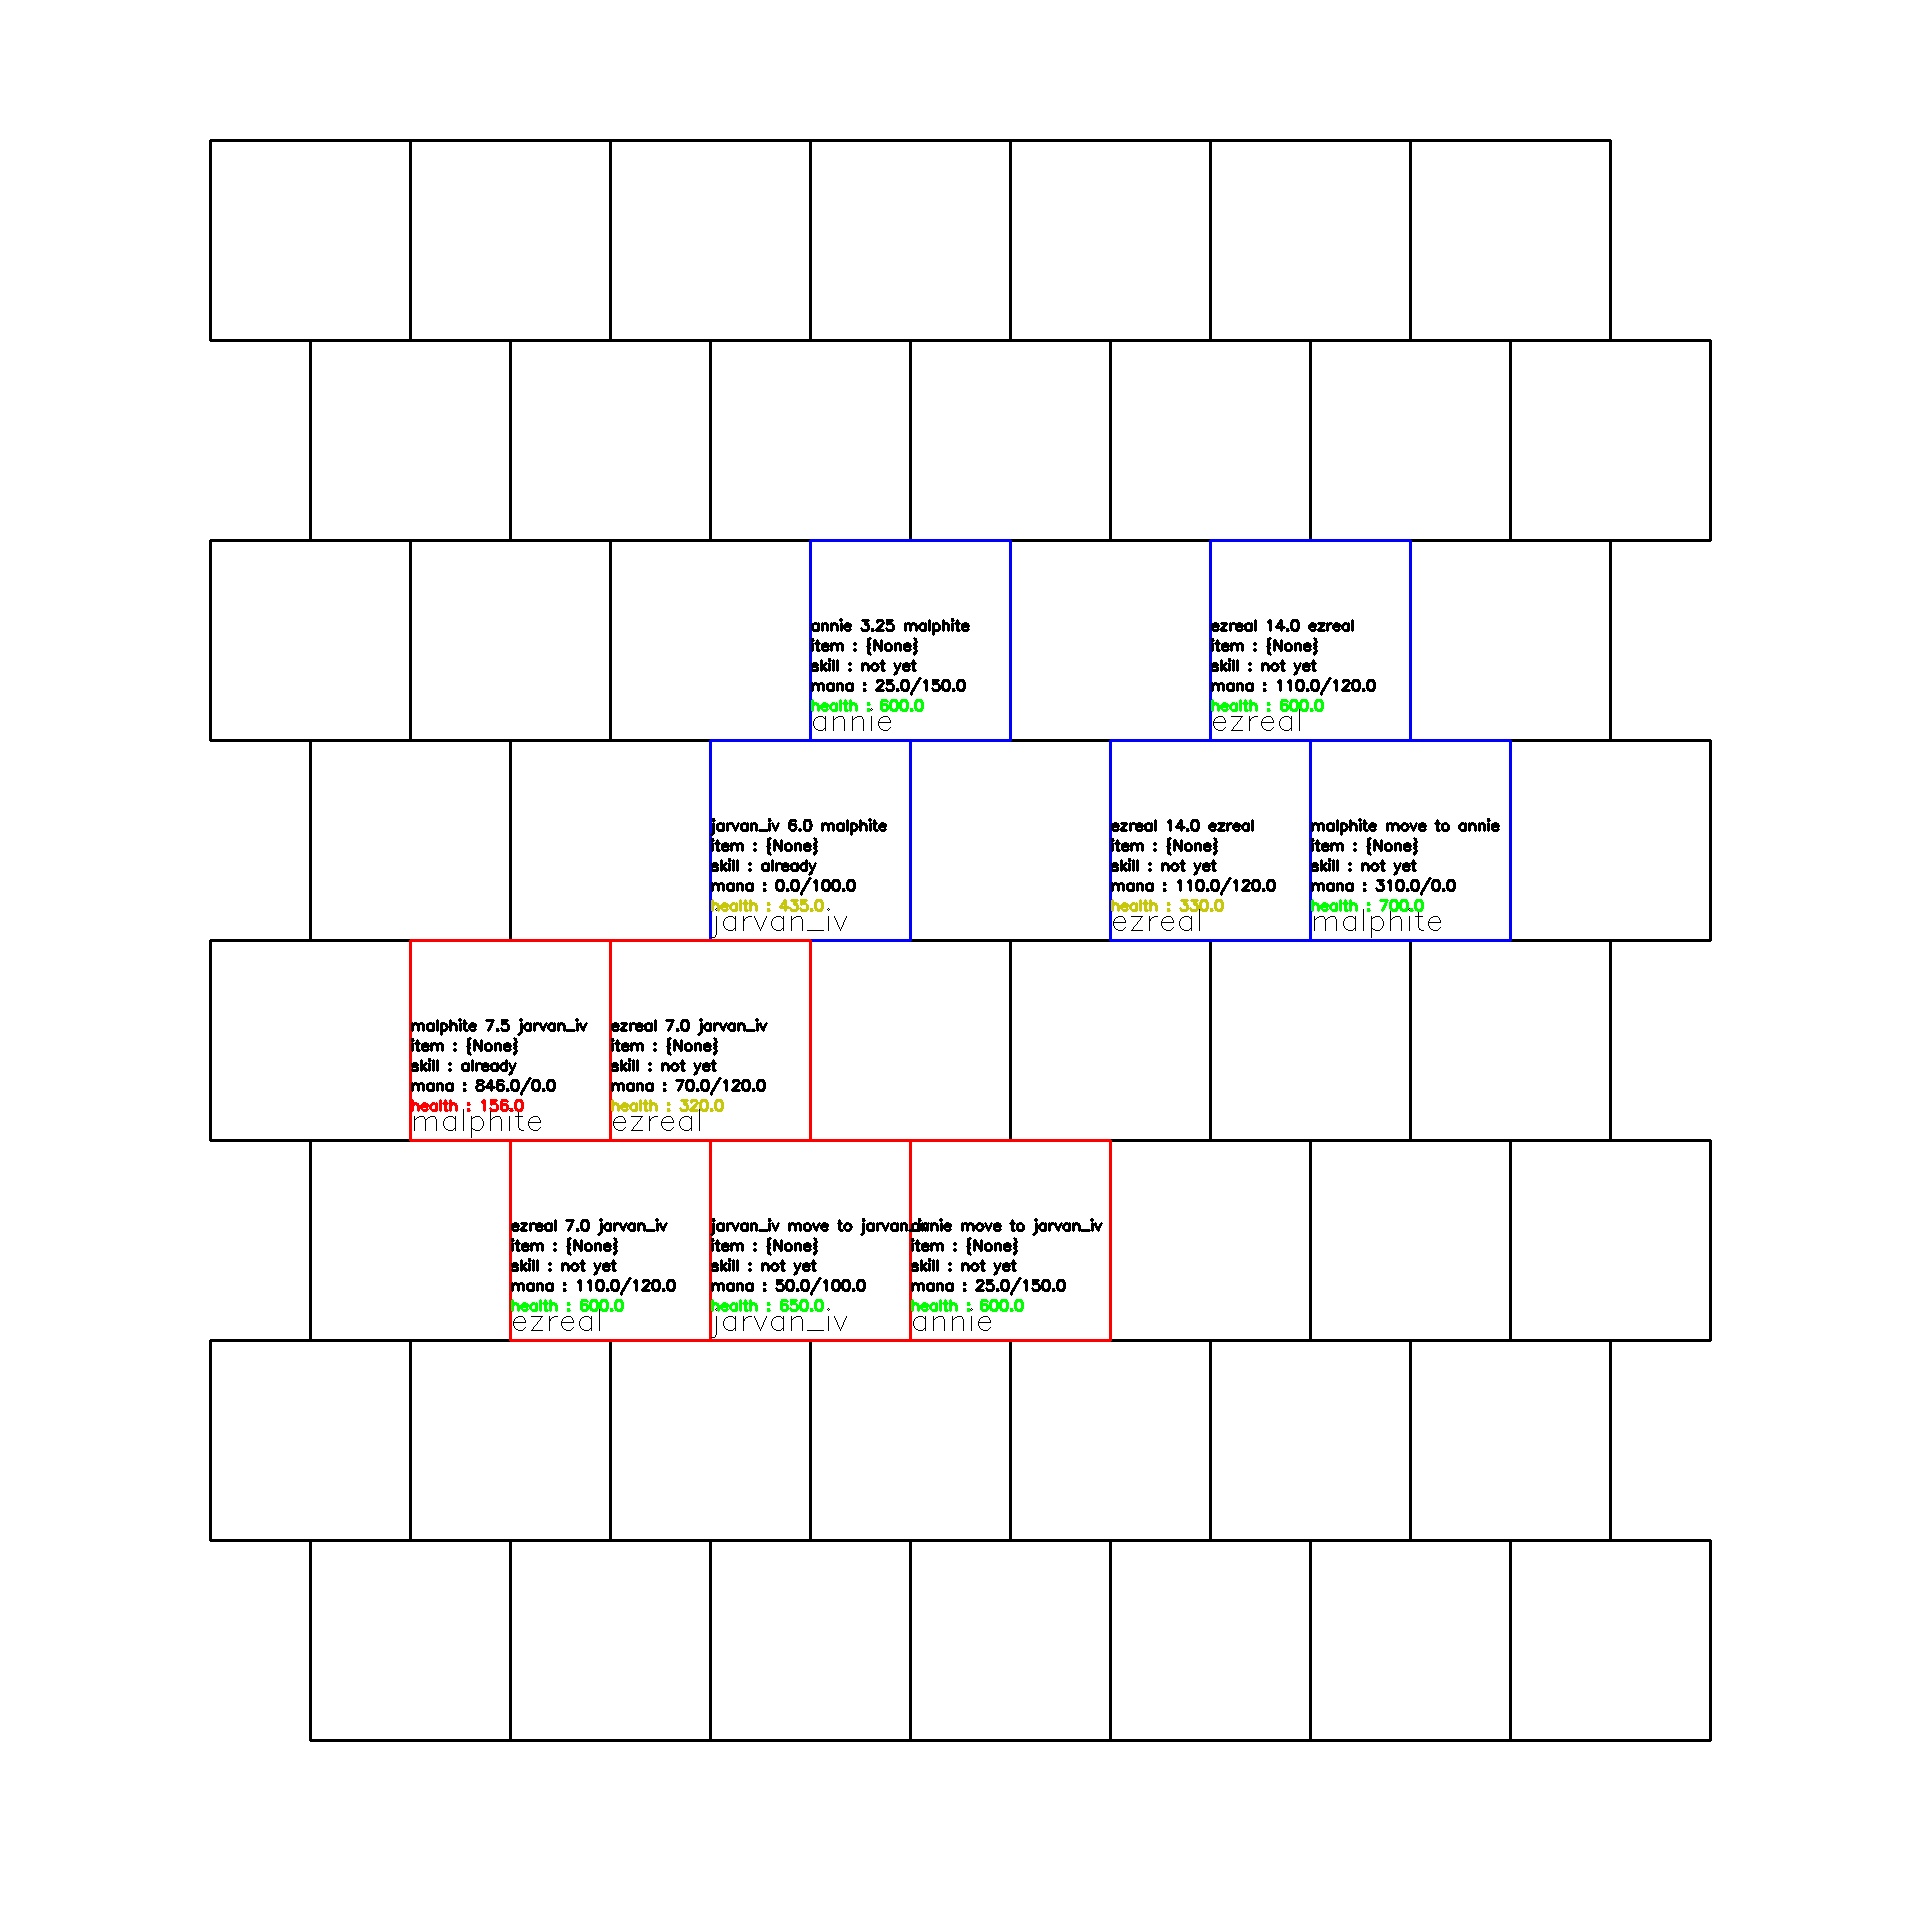 annie 3.25 malphite
item : {None}
skill : not yet
mana : 25.0/150.0
health : 600.0
annie
ezreal 14.0 ezreal
item : {None}
skill : not yet
mana : 110.0/120.0
health : 600.0
ezreal
jarvan_iv 6.0 malphite
item : {None}
skill : already
mana : 0.0/100.0
health : 435.0
jarvan_iv
ezreal 14.0 ezreal
item : {None}
skill : not yet
mana : 110.0/120.0
health : 330.0
ezreal
malphite move to annie
item : {None}
skill : not yet
mana : 310.0/0.0
health : 700.0
malphite
malphite 7.5 jarvan_iv
item : {None}
skill : already
mana : 846.0/0.0
health : 156.0
malphite
ezreal 7.0 jarvan_iv
item : {None}
skill : not yet
mana : 70.0/120.0
health : 320.0
ezreal
ezreal 7.0 jarvan_iv
item : {None}
skill : not yet
mana : 110.0/120.0
health : 600.0
ezreal
jarvan_iv move to jarvan_iv
item : {None}
skill : not yet
mana : 50.0/100.0
health : 650.0
jarvan_iv
annie move to jarvan_iv
item : {None}
skill : not yet
mana : 25.0/150.0
health : 600.0
annie